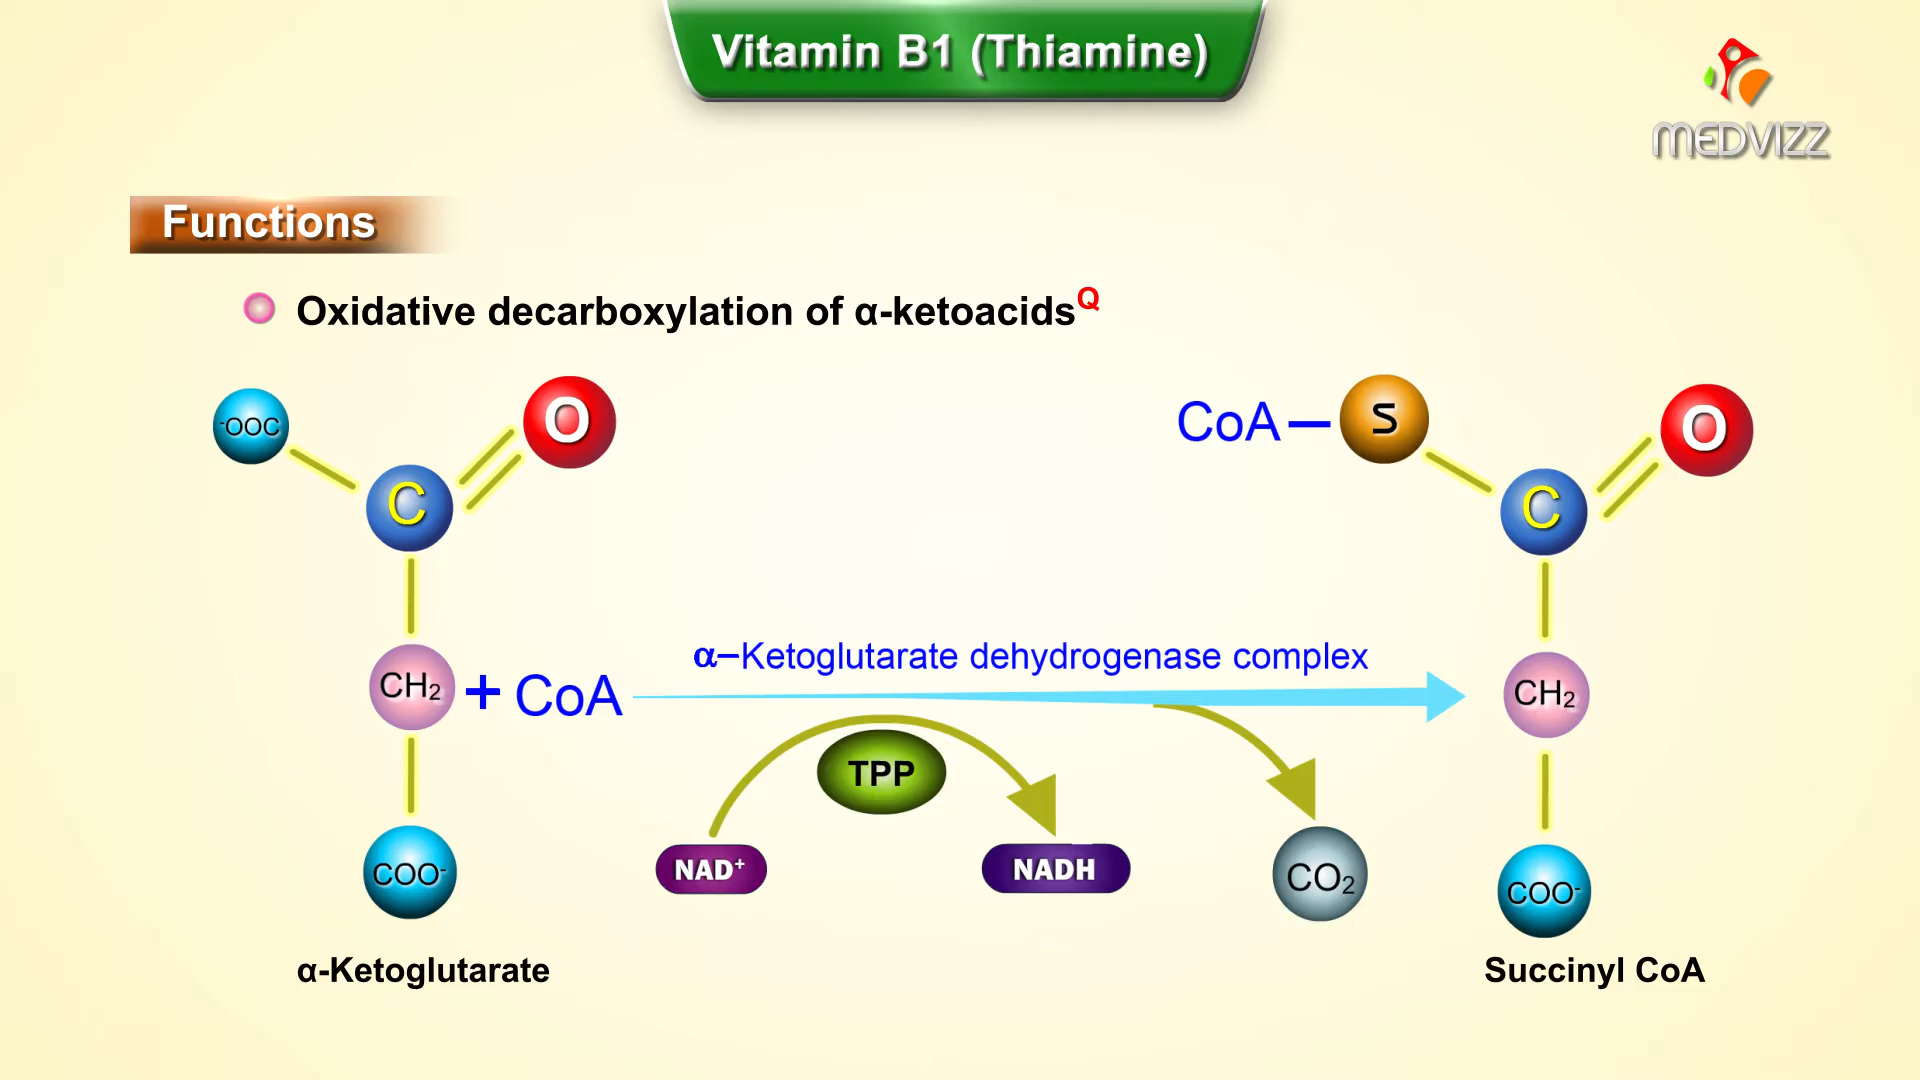 Vitamin B1 (Thiamine)
MEDVIZZ
Functions
Oxidative decarboxylation of α-ketoacidsQ
-OOC
O
C
CH2 + CoA
COO-
α-Ketoglutarate
α–Ketoglutarate dehydrogenase complex
TPP
NAD+
NADH
CO2
CoA – S
O
C
CH2
COO-
Succinyl CoA